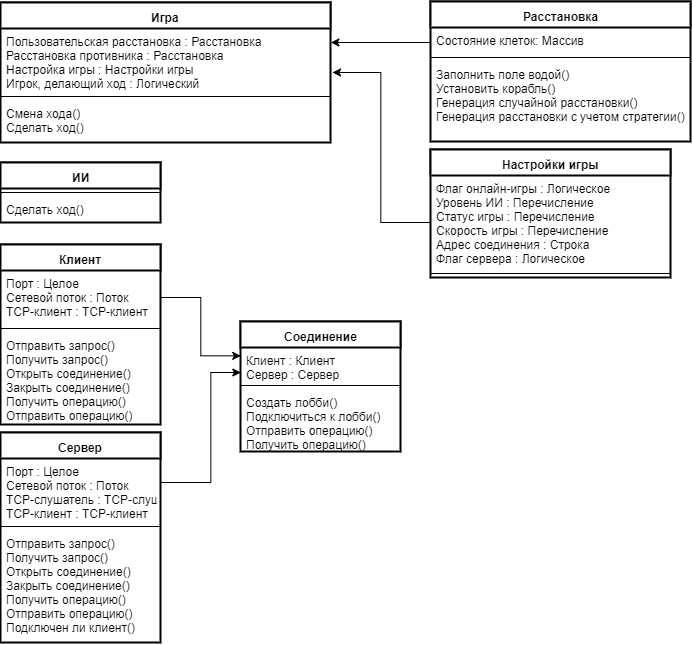 Игра
Пользовательская расстановка : Расстановка
Расстановка противника : Расстановка
Настройка игры : Настройки игры
Игрок, делающий ход : Логический
Смена хода()
Сделать ход()
Расстановка
Состояние клеток: Массив
Заполнить поле водой()
Установить корабль()
Генерация случайной расстановки()
Генерация расстановки с учетом стратегии()
Настройки игры
Флаг онлайн-игры : Логическое
Уровень ИИ : Перечисление
Статус игры : Перечисление
Скорость игры : Перечисление
Адрес соединения : Строка
Флаг сервера : Логическое
ИИ
Сделать ход()
Клиент
Порт : Целое
Сетевой поток : Поток
TCP-клиент : TCP-клиент
Отправить запрос()
Получить запрос()
Открыть соединение()
Закрыть соединение()
Получить операцию()
Отправить операцию()
Соединение
Клиент : Клиент
Сервер : Сервер
Создать лобби()
Подключиться к лобби()
Отправить операцию()
Получить операцию()
Сервер
Порт : Целое
Сетевой поток : Поток
TCP-слушатель : TCP-слуш
TCP-клиент : TCP-клиент
Отправить запрос()
Получить запрос()
Открыть соединение()
Закрыть соединение()
Получить операцию()
Отправить операцию()
Подключен ли клиент()